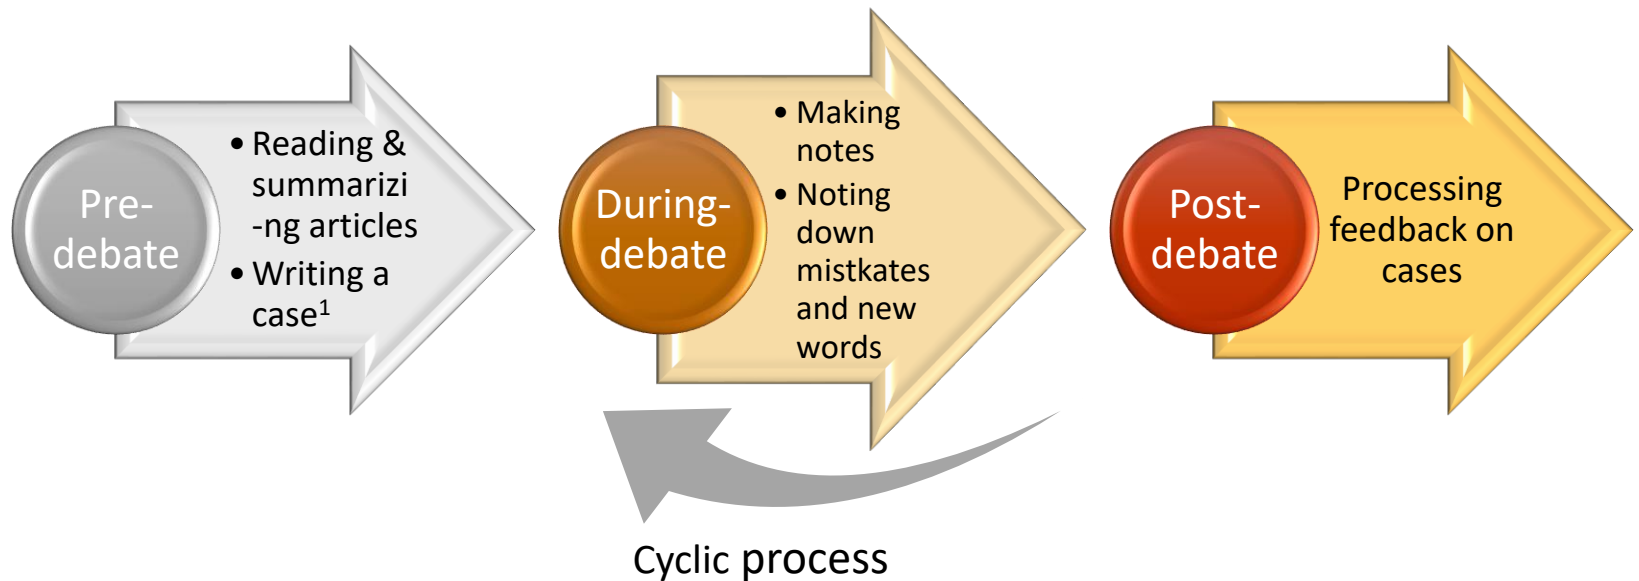 Pre-
debate
• Reading &
summarizi
-ng articles
• Writing a
case¹
During-
debate
• Making
notes
• Noting
down
mistkates
and new
words
Post-
debate
Processing
feedback on
cases
Cyclic process